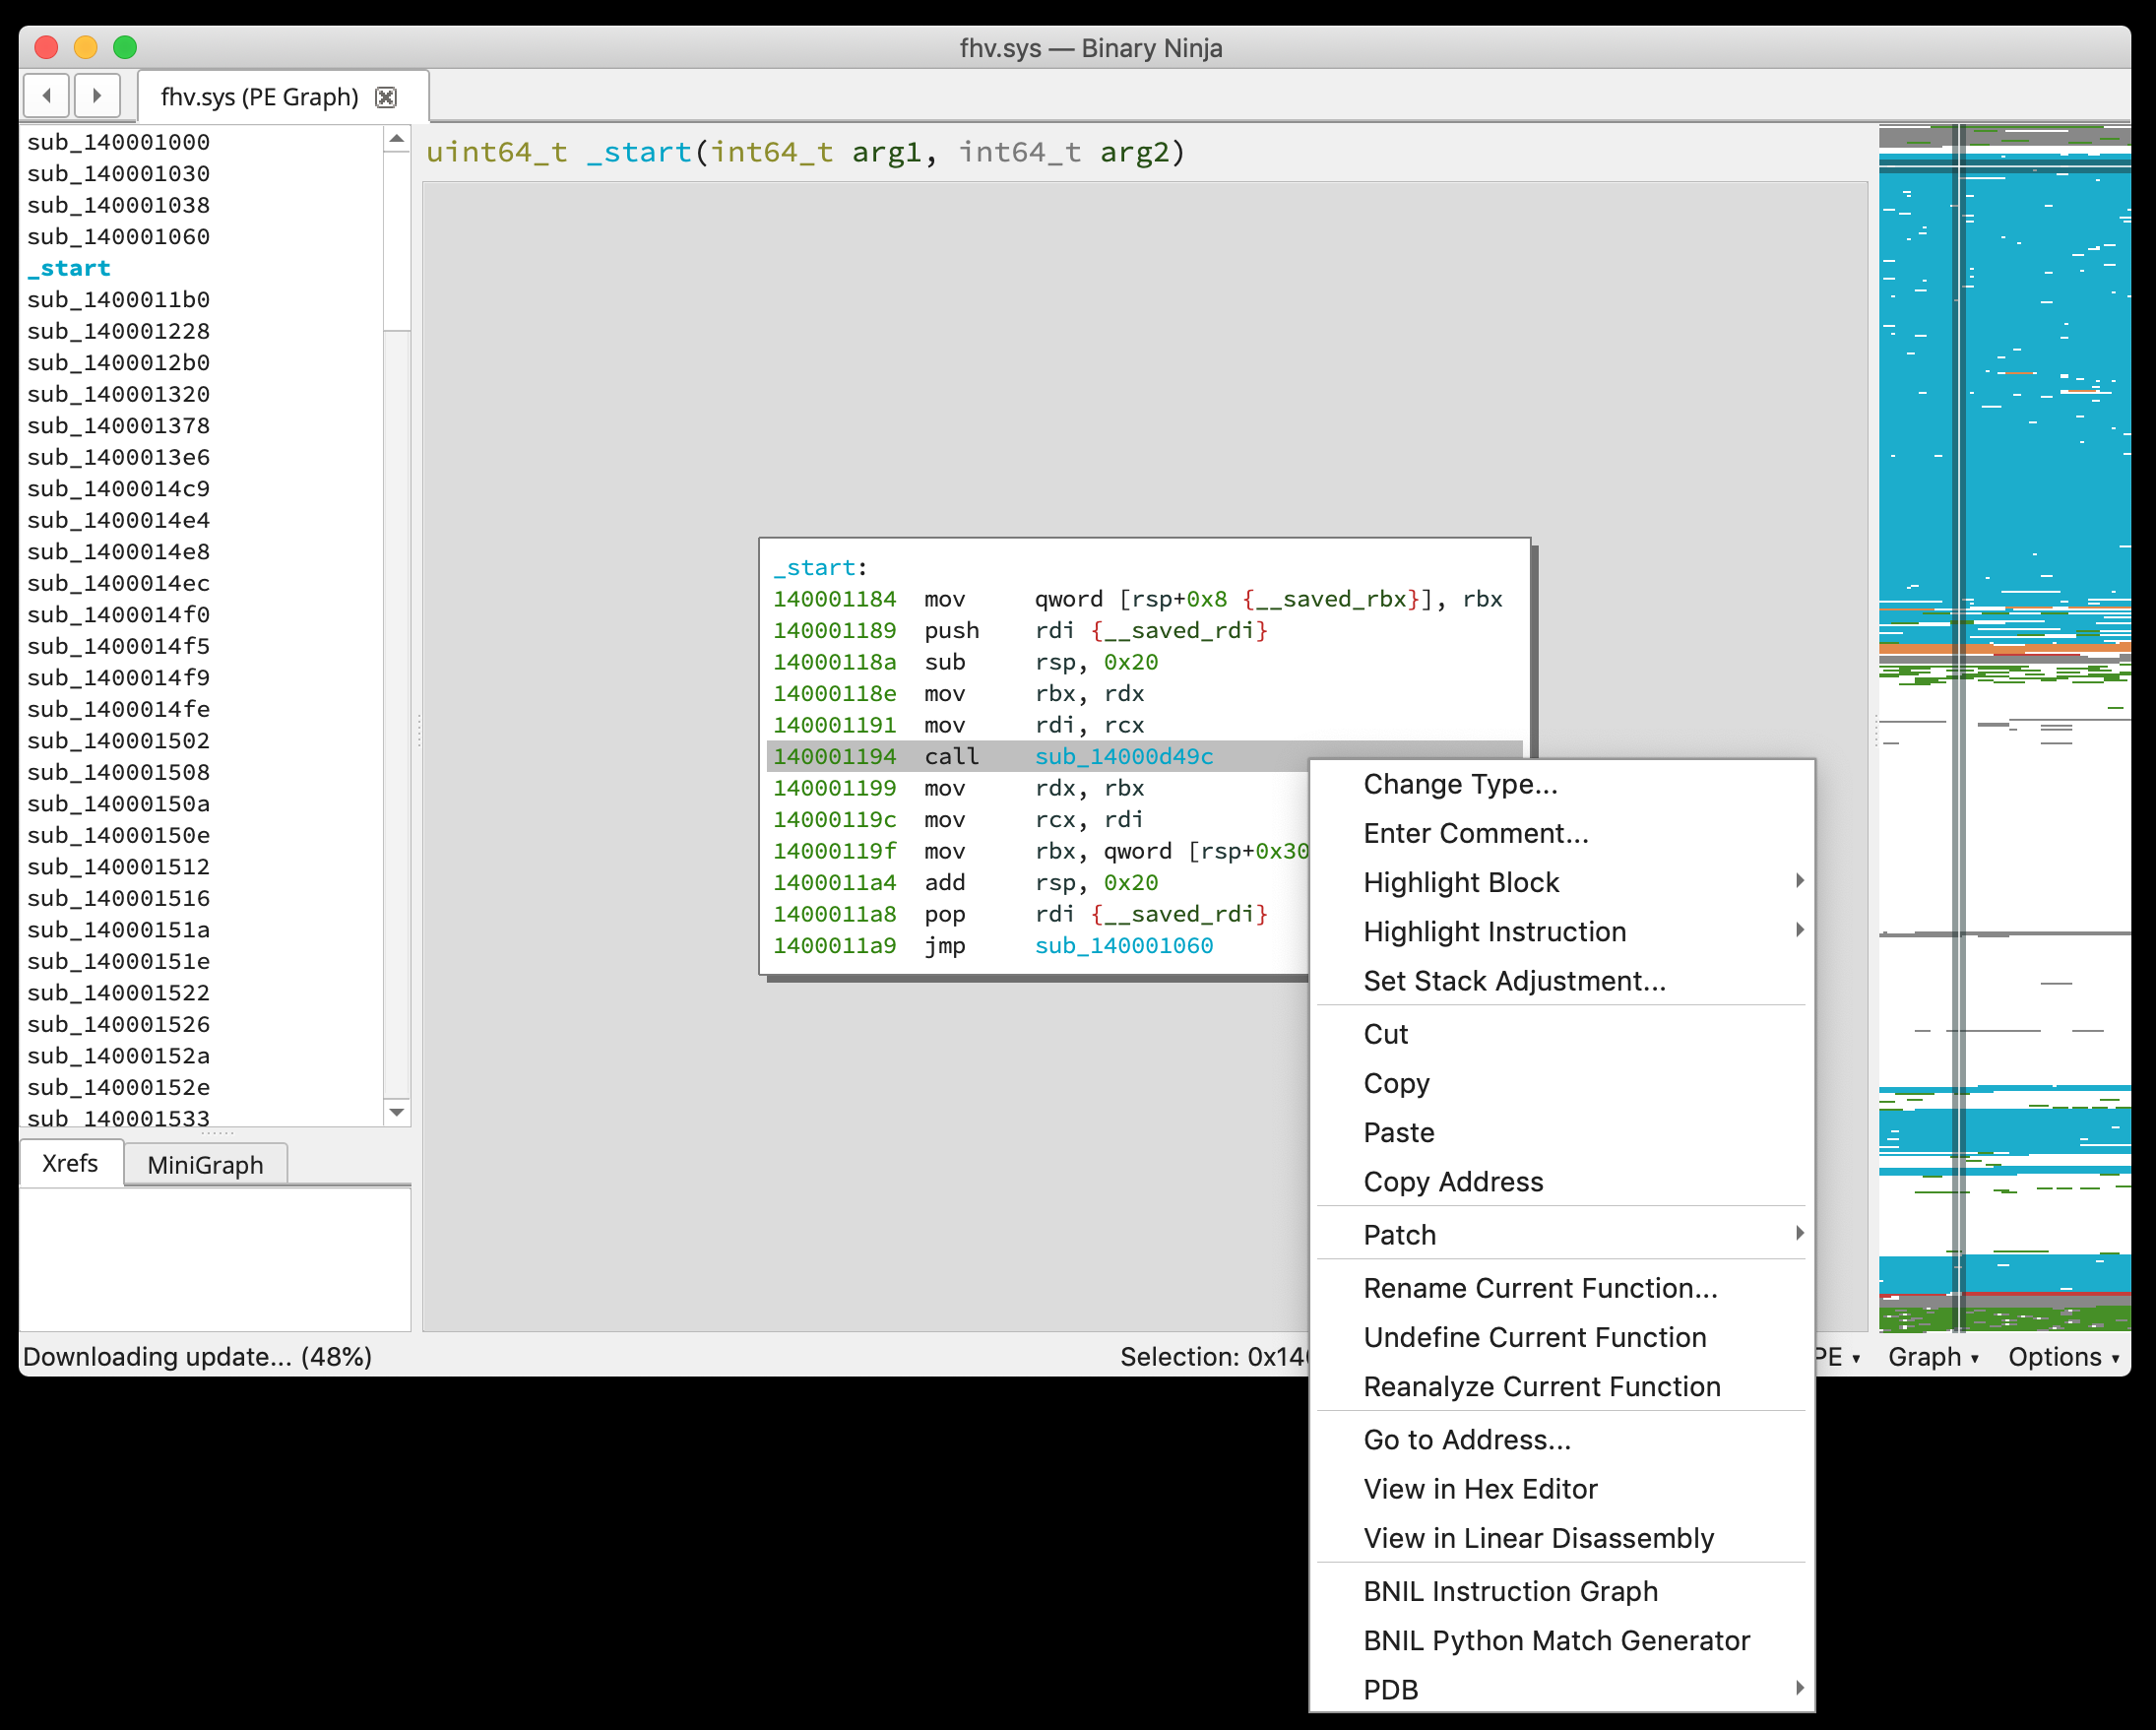 fhv.sys — Binary Ninja
fhv.sys (PE Graph)
sub_140001000
sub_140001030
sub_140001038
sub_140001060
_start
sub_1400011b0
sub_140001228
sub_1400012b0
sub_140001320
sub_140001378
sub_1400013e6
sub_1400014c9
sub_1400014e4
sub_1400014e8
sub_1400014ec
sub_1400014f0
sub_1400014f5
sub_1400014f9
sub_1400014fe
sub_140001502
sub_140001508
sub_14000150a
sub_14000150e
sub_140001512
sub_140001516
sub_14000151a
sub_14000151e
sub_140001522
sub_140001526
sub_14000152a
sub_14000152e
sub_140001533
Xrefs MiniGraph
uint64_t _start(int64_t arg1, int64_t arg2)
_start:
140001184 mov qword [rsp+0x8 {__saved_rbx}], rbx
140001189 push rdi {__saved_rdi}
14000118a sub rsp, 0x20
14000118e mov rbx, rdx
140001191 mov rdi, rcx
140001194 call sub_14000d49c
140001199 mov rdx, rbx
14000119c mov rcx, rdi
14000119f mov rbx, qword [rsp+0x30
1400011a4 add rsp, 0x20
1400011a8 pop rdi {__saved_rdi}
1400011a9 jmp sub_140001060
Change Type...
Enter Comment...
Highlight Block
Highlight Instruction
Set Stack Adjustment...
Cut
Copy
Paste
Copy Address
Patch
Rename Current Function...
Undefine Current Function
Reanalyze Current Function
Go to Address...
View in Hex Editor
View in Linear Disassembly
BNIL Instruction Graph
BNIL Python Match Generator
PDB
Downloading update... (48%) Selection: PE Graph Options